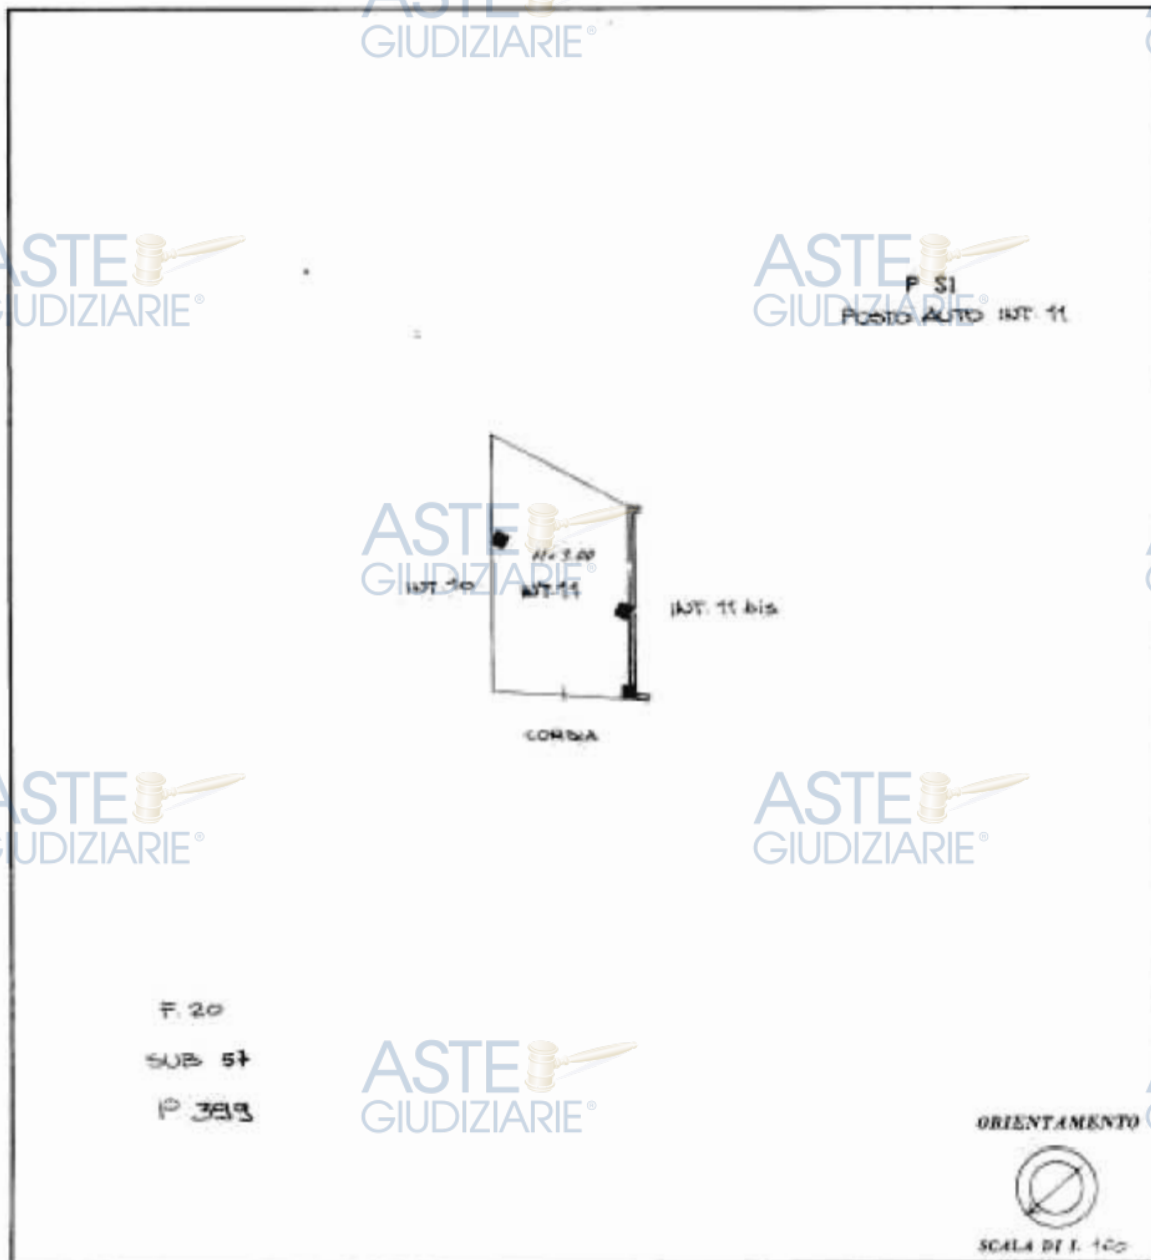 ASTE
GIUDIZIARIE®
ASTE
GIUDIZIARIE®
ASTE
GIUDIZIARIE®
P S1
POSTO AUTO INT. 11
ASTE
GIUDIZIARIE®
H=3.00
INT. 10
INT. 11
INT. 11 bis
CORSIA
ASTE
GIUDIZIARIE®
ASTE
GIUDIZIARIE®
F. 20
SUB 57
P 399
ASTE
GIUDIZIARIE®
ORIENTAMENTO
SCALA DI 1: 100